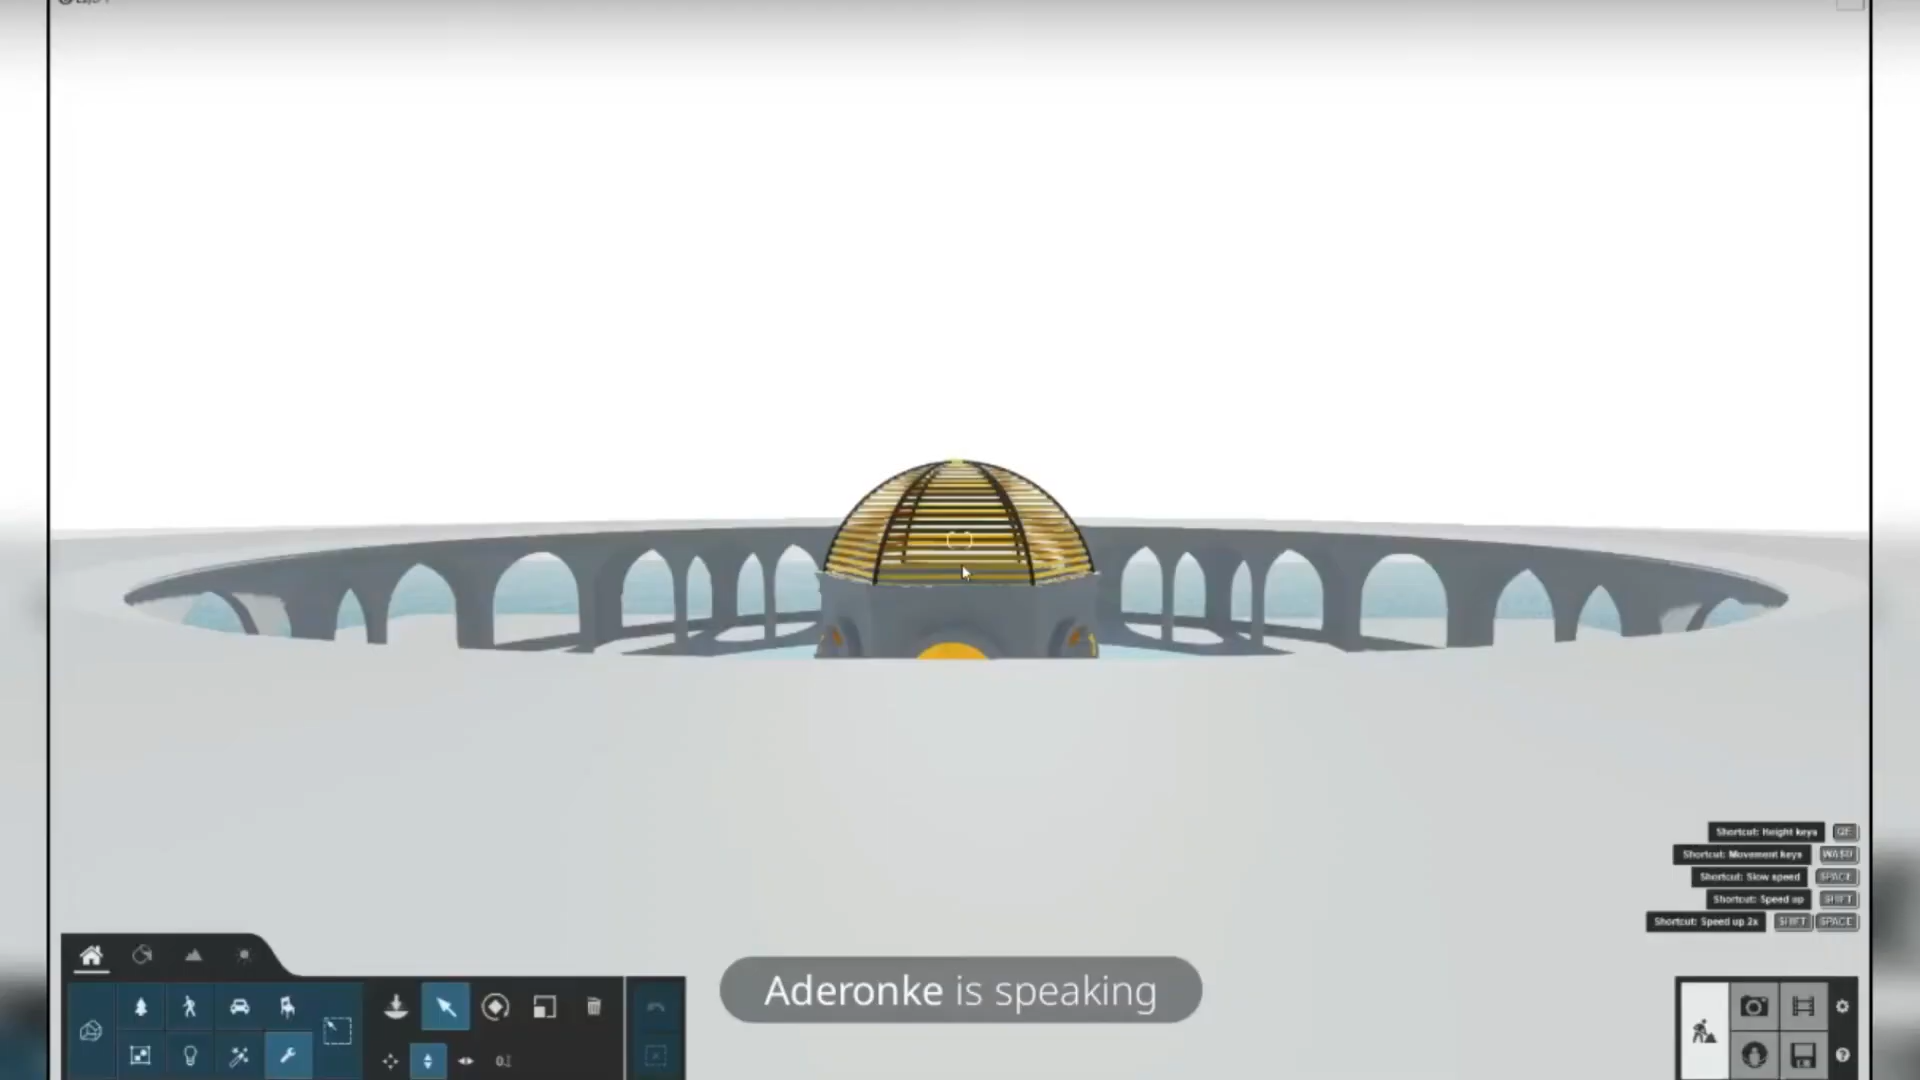 Shortcut: Height keys QE
Shortcut: Movement keys WASD
Shortcut: Slow speed SPACE
Shortcut: Speed up SHIFT
Shortcut: Speed up 2x SHIFT SPACE
Aderonke is speaking